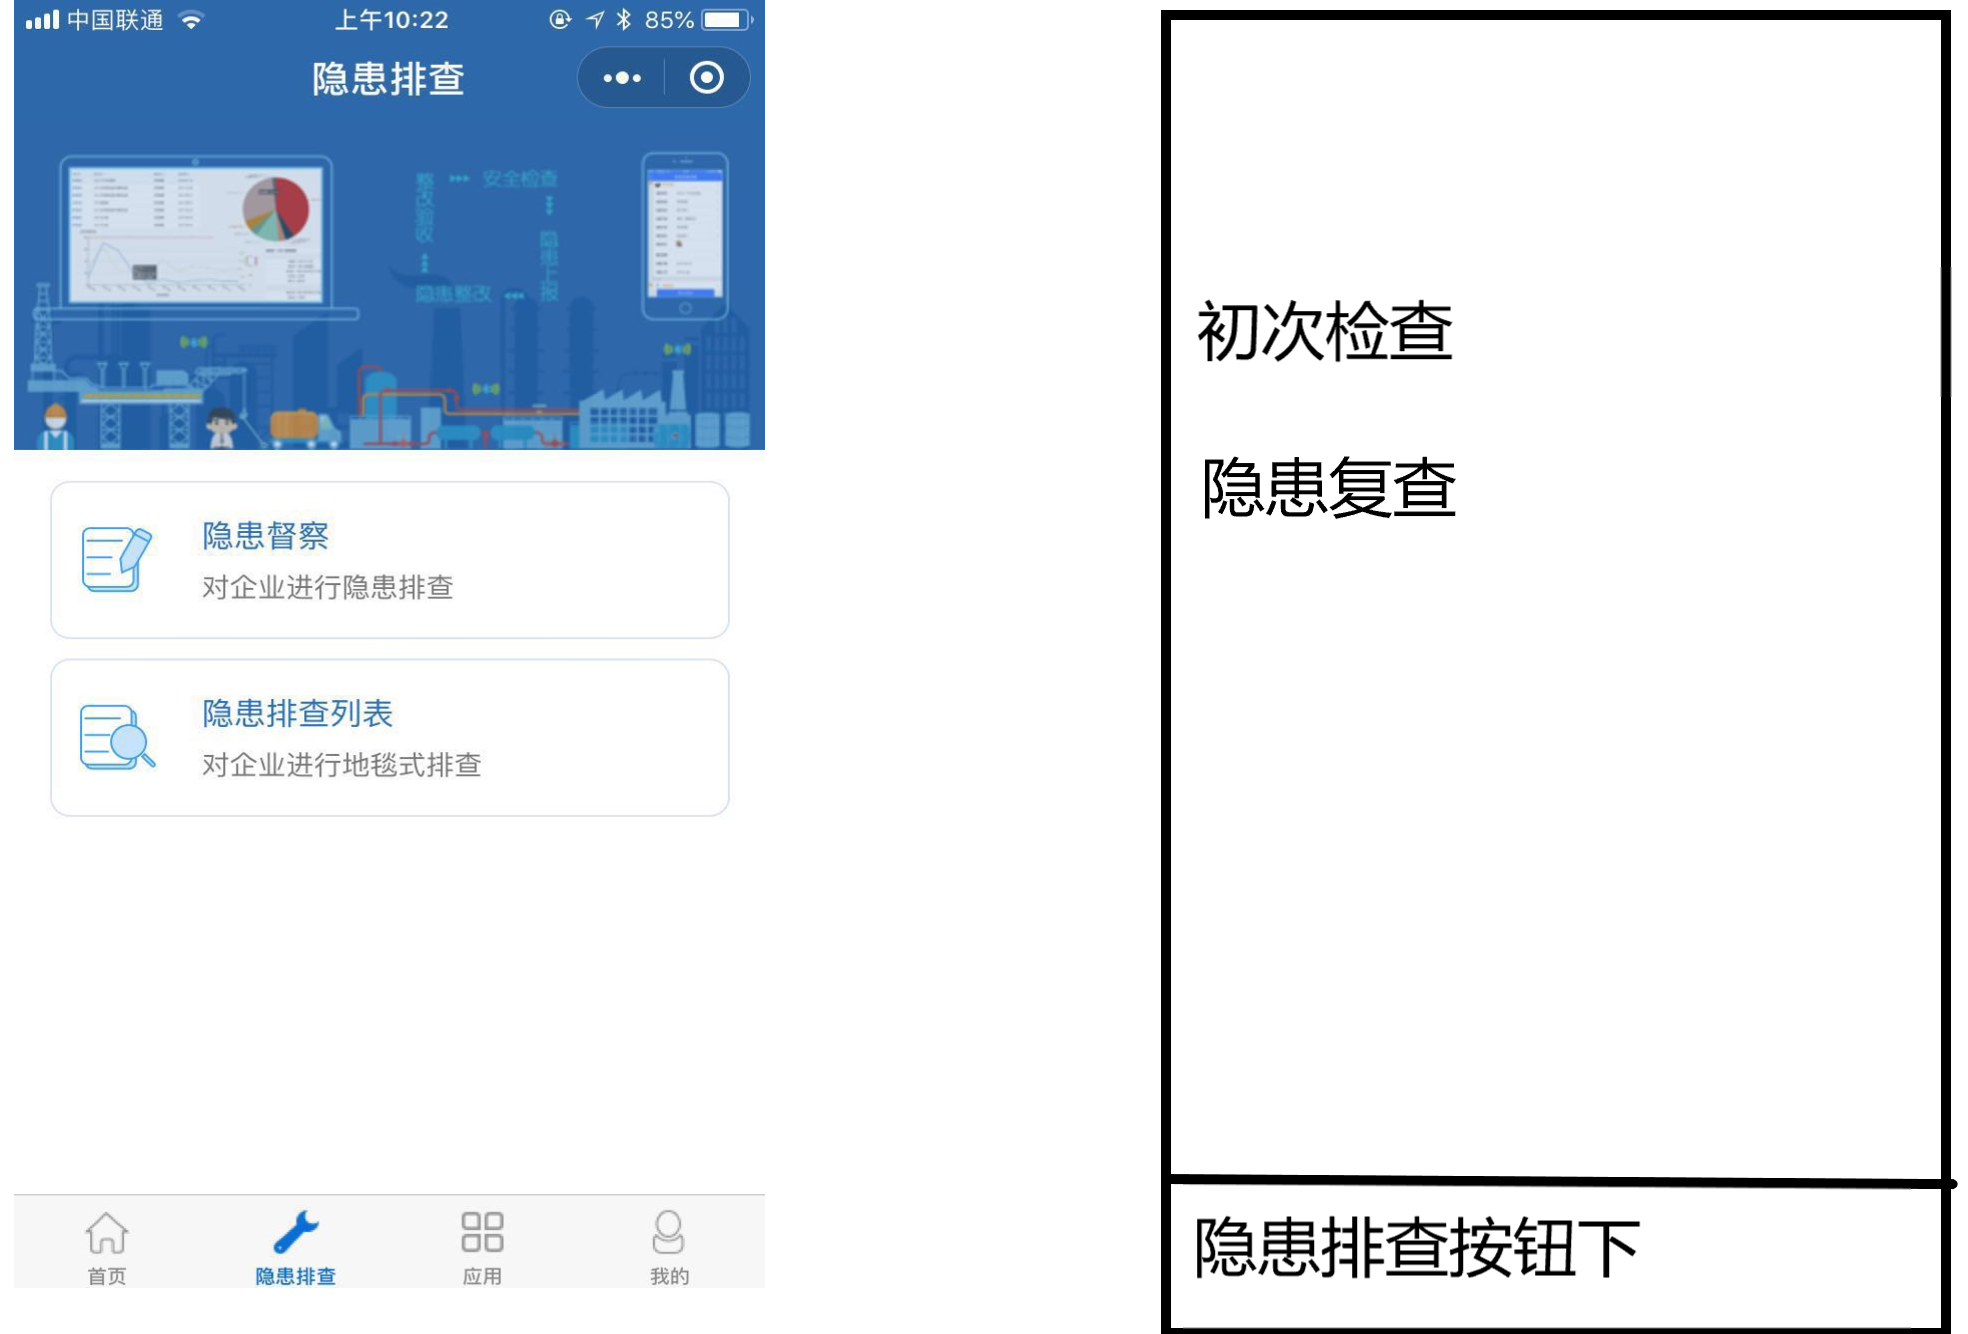 中国联通
上午10:22
85%
隐患排查
安全检查
隐患上报
隐患整改
整改验收
隐患督察
对企业进行隐患排查
隐患排查列表
对企业进行地毯式排查
首页
隐患排查
应用
我的
初次检查
隐患复查
隐患排查按钮下